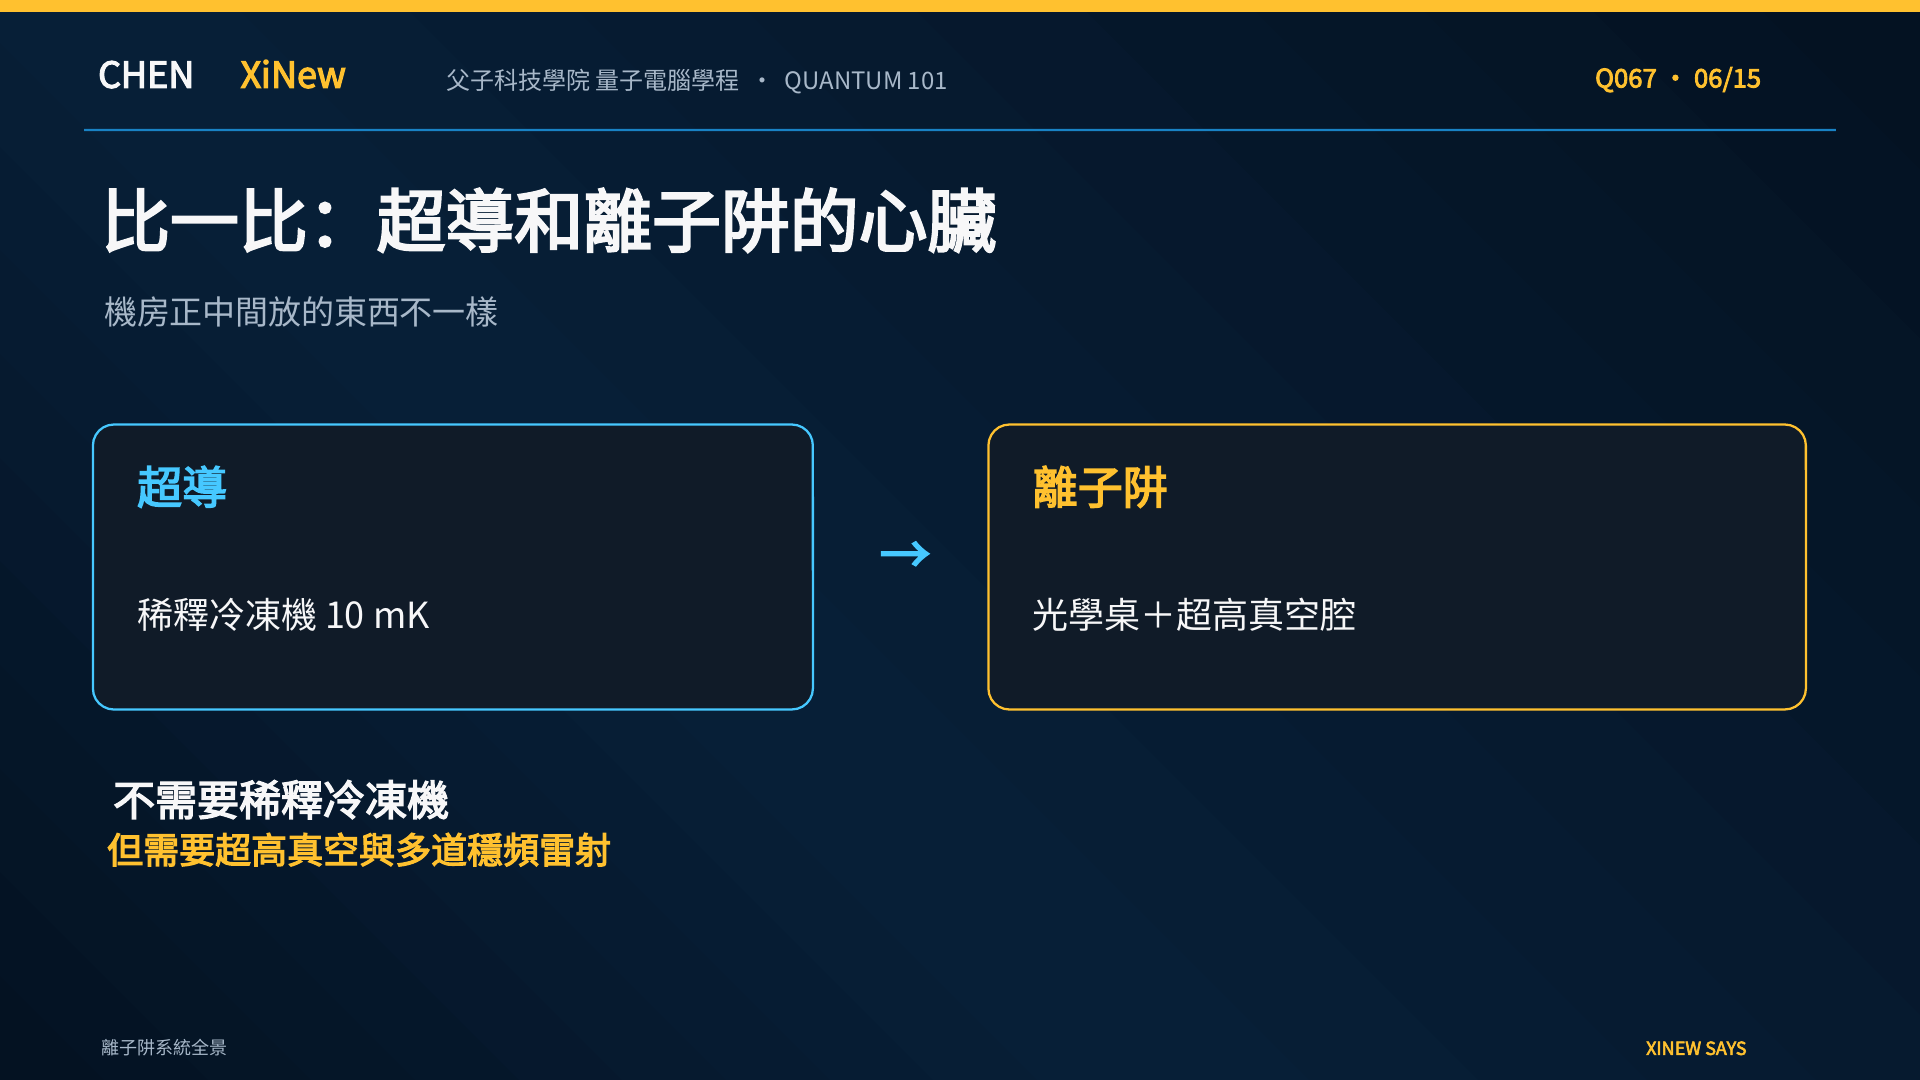 CHEN XiNew 父子科技學院 量子電腦學程 · QUANTUM 101 Q067 · 06/15
比一比：超導和離子阱的心臟
機房正中間放的東西不一樣
超導
稀釋冷凍機 10 mK
→
離子阱
光學桌＋超高真空腔
不需要稀釋冷凍機
但需要超高真空與多道穩頻雷射
離子阱系統全景 XINEW SAYS